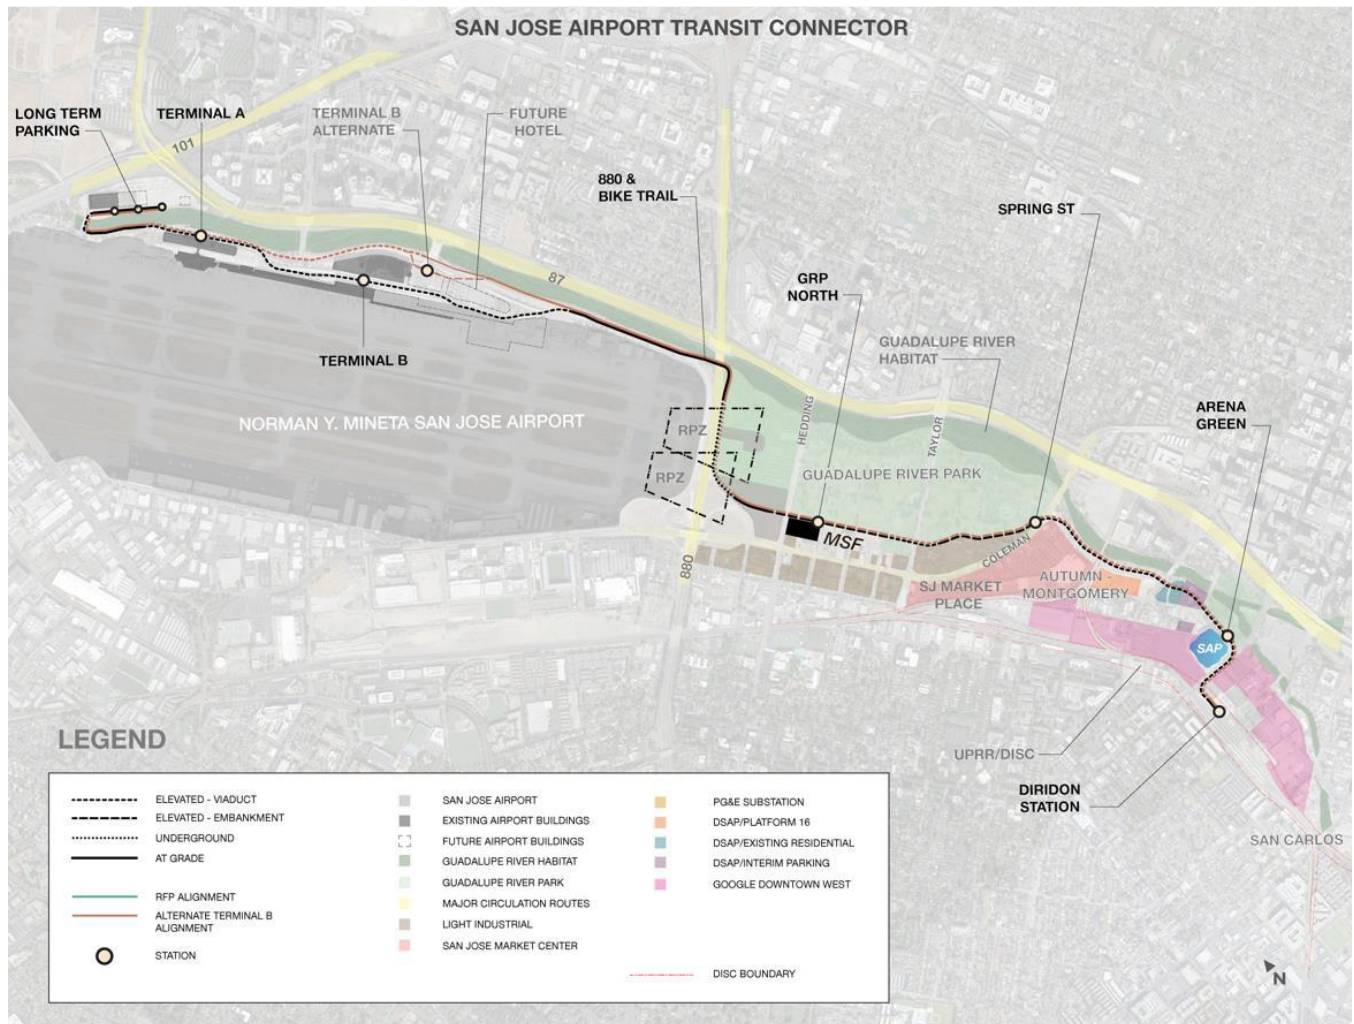 SAN JOSE AIRPORT TRANSIT CONNECTOR
LONG TERM
PARKING
TERMINAL A
TERMINAL B
ALTERNATE
FUTURE
HOTEL
101
880 &
BIKE TRAIL
SPRING ST
87
GRP
NORTH
TERMINAL B
GUADALUPE RIVER
HABITAT
ARENA
GREEN
NORMAN Y. MINETA SAN JOSE AIRPORT
RPZ
HEDDING
TAYLOR
RPZ
GUADALUPE RIVER PARK
MSF
COLEMAN
880
SJ MARKET
PLACE
AUTUMN -
MONTGOMERY
SAP
UPRR/DISC
DIRIDON
STATION
SAN CARLOS
N
LEGEND
ELEVATED - VIADUCT
ELEVATED - EMBANKMENT
UNDERGROUND
AT GRADE
RFP ALIGNMENT
ALTERNATE TERMINAL B
ALIGNMENT
STATION
SAN JOSE AIRPORT
EXISTING AIRPORT BUILDINGS
FUTURE AIRPORT BUILDINGS
GUADALUPE RIVER HABITAT
GUADALUPE RIVER PARK
MAJOR CIRCULATION ROUTES
LIGHT INDUSTRIAL
SAN JOSE MARKET CENTER
PG&E SUBSTATION
DSAP/PLATFORM 16
DSAP/EXISTING RESIDENTIAL
DSAP/INTERIM PARKING
GOOGLE DOWNTOWN WEST
DISC BOUNDARY